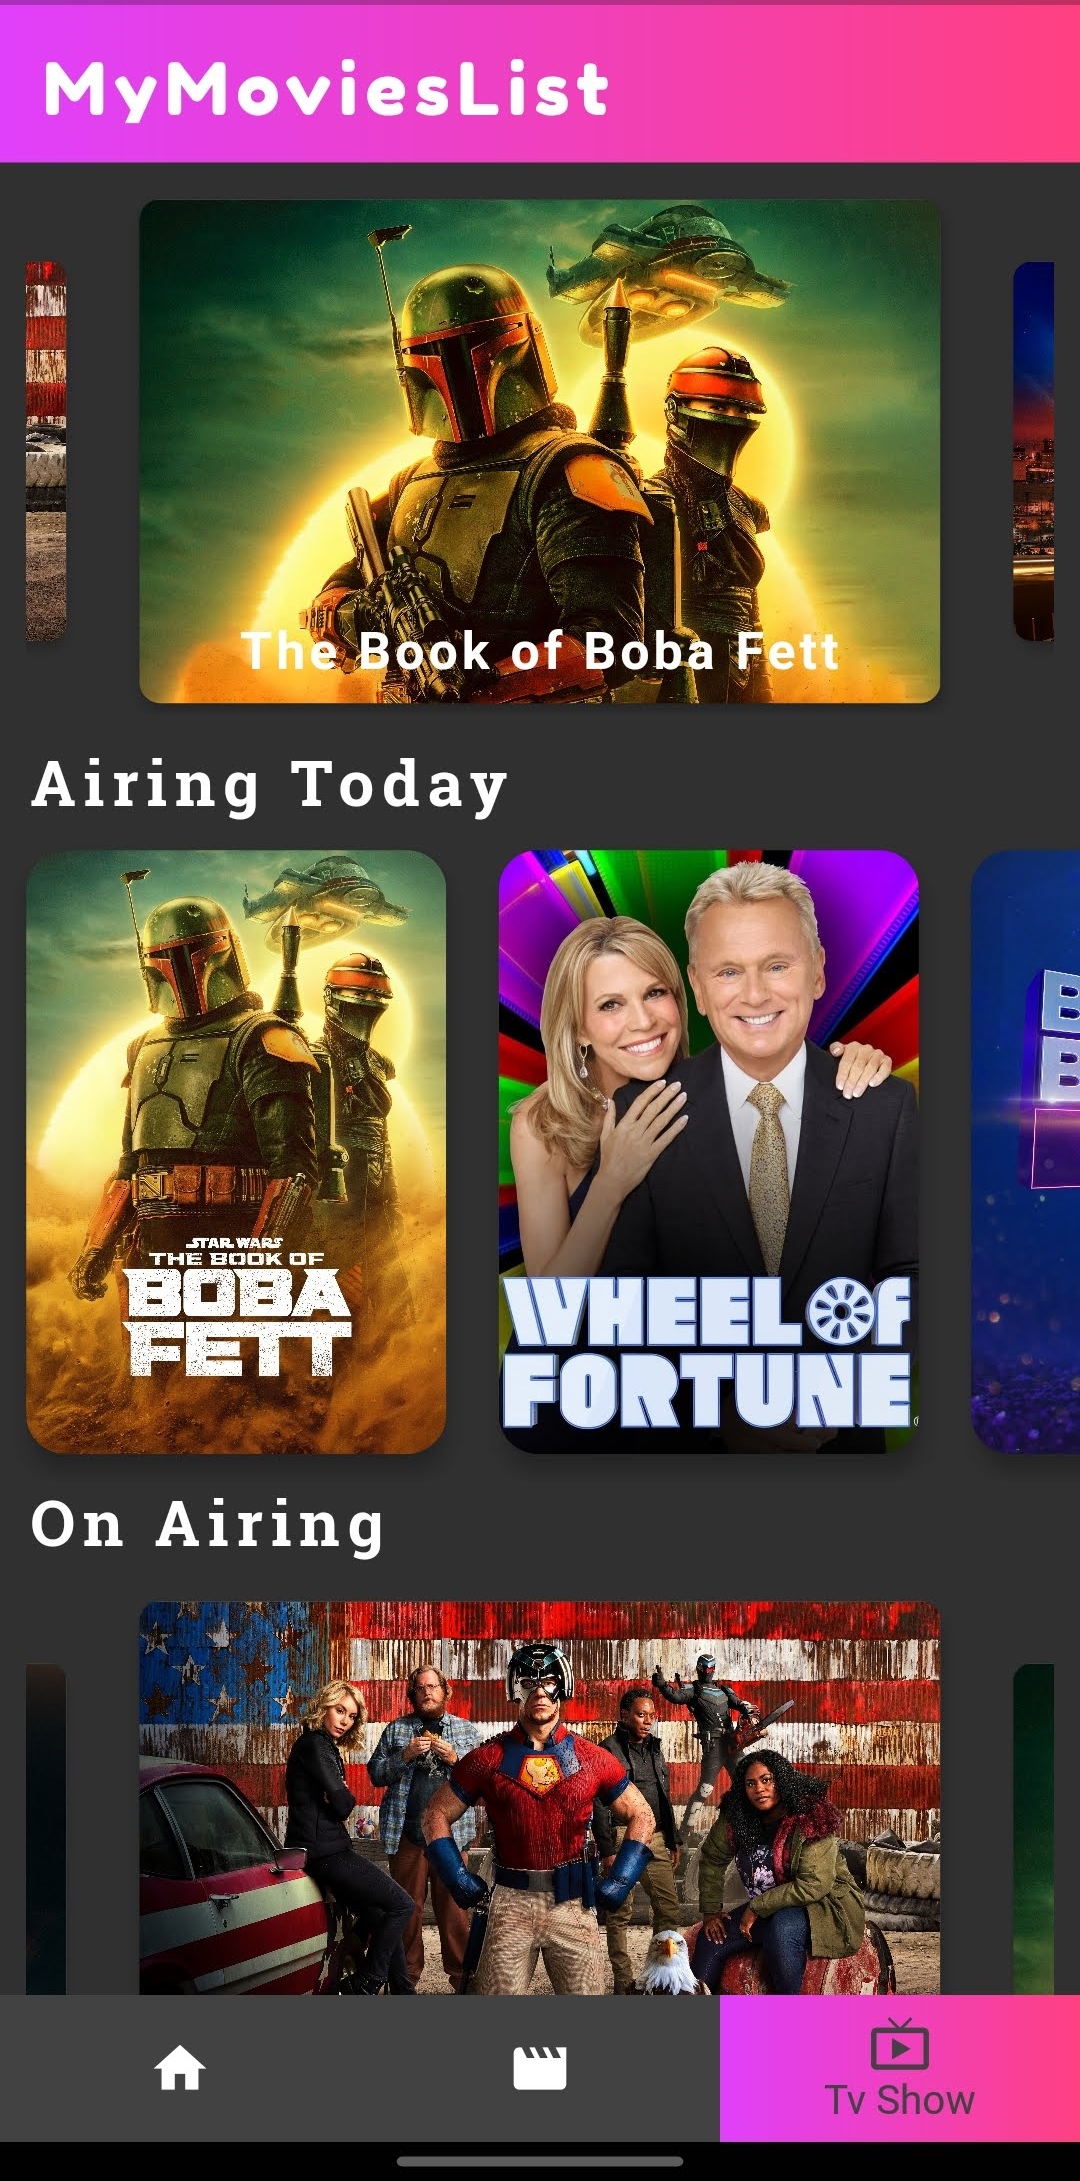 MyMoviesList
The Book of Boba Fett
Airing Today
STAR WARS
THE BOOK OF
BOBA
FETT
WHEEL OF
FORTUNE
On Airing
Tv Show